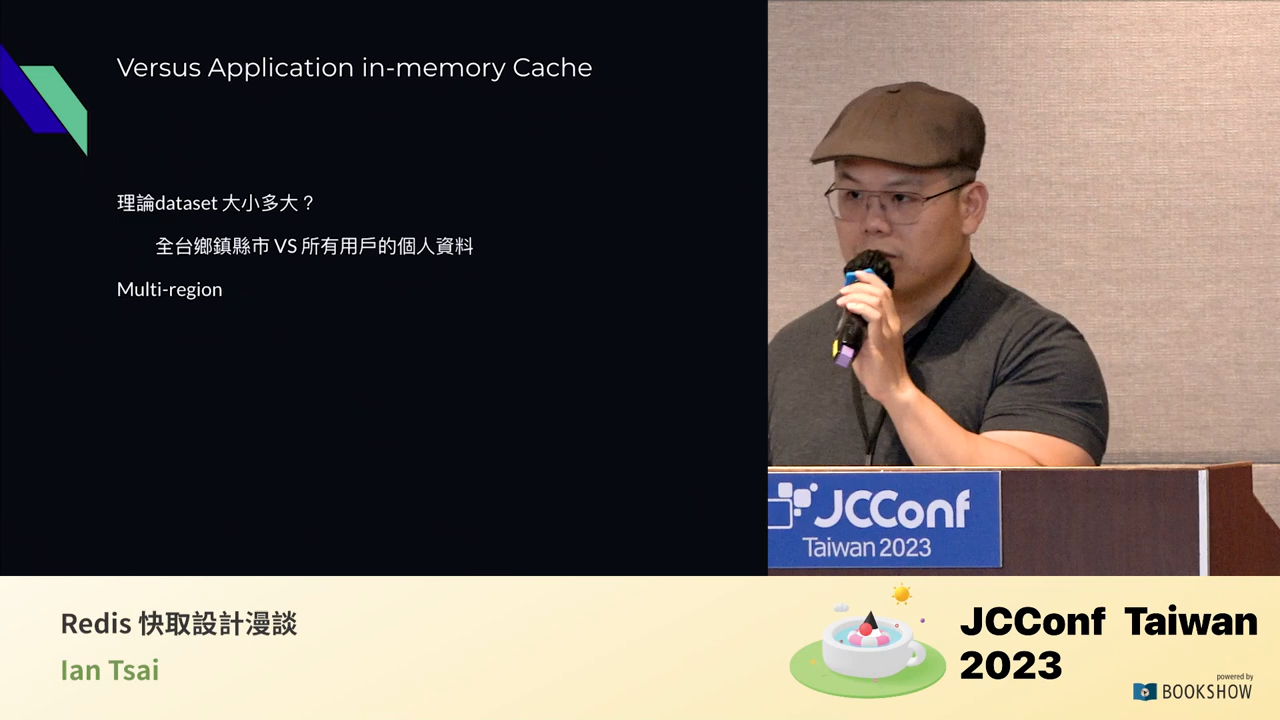 Versus Application in-memory Cache
理論dataset 大小多大？
全台鄉鎮縣市 VS 所有用戶的個人資料
Multi-region
JCConf
Taiwan 2023
Redis 快取設計漫談
Ian Tsai
JCConf Taiwan
2023
powered by
BOOKSHOW